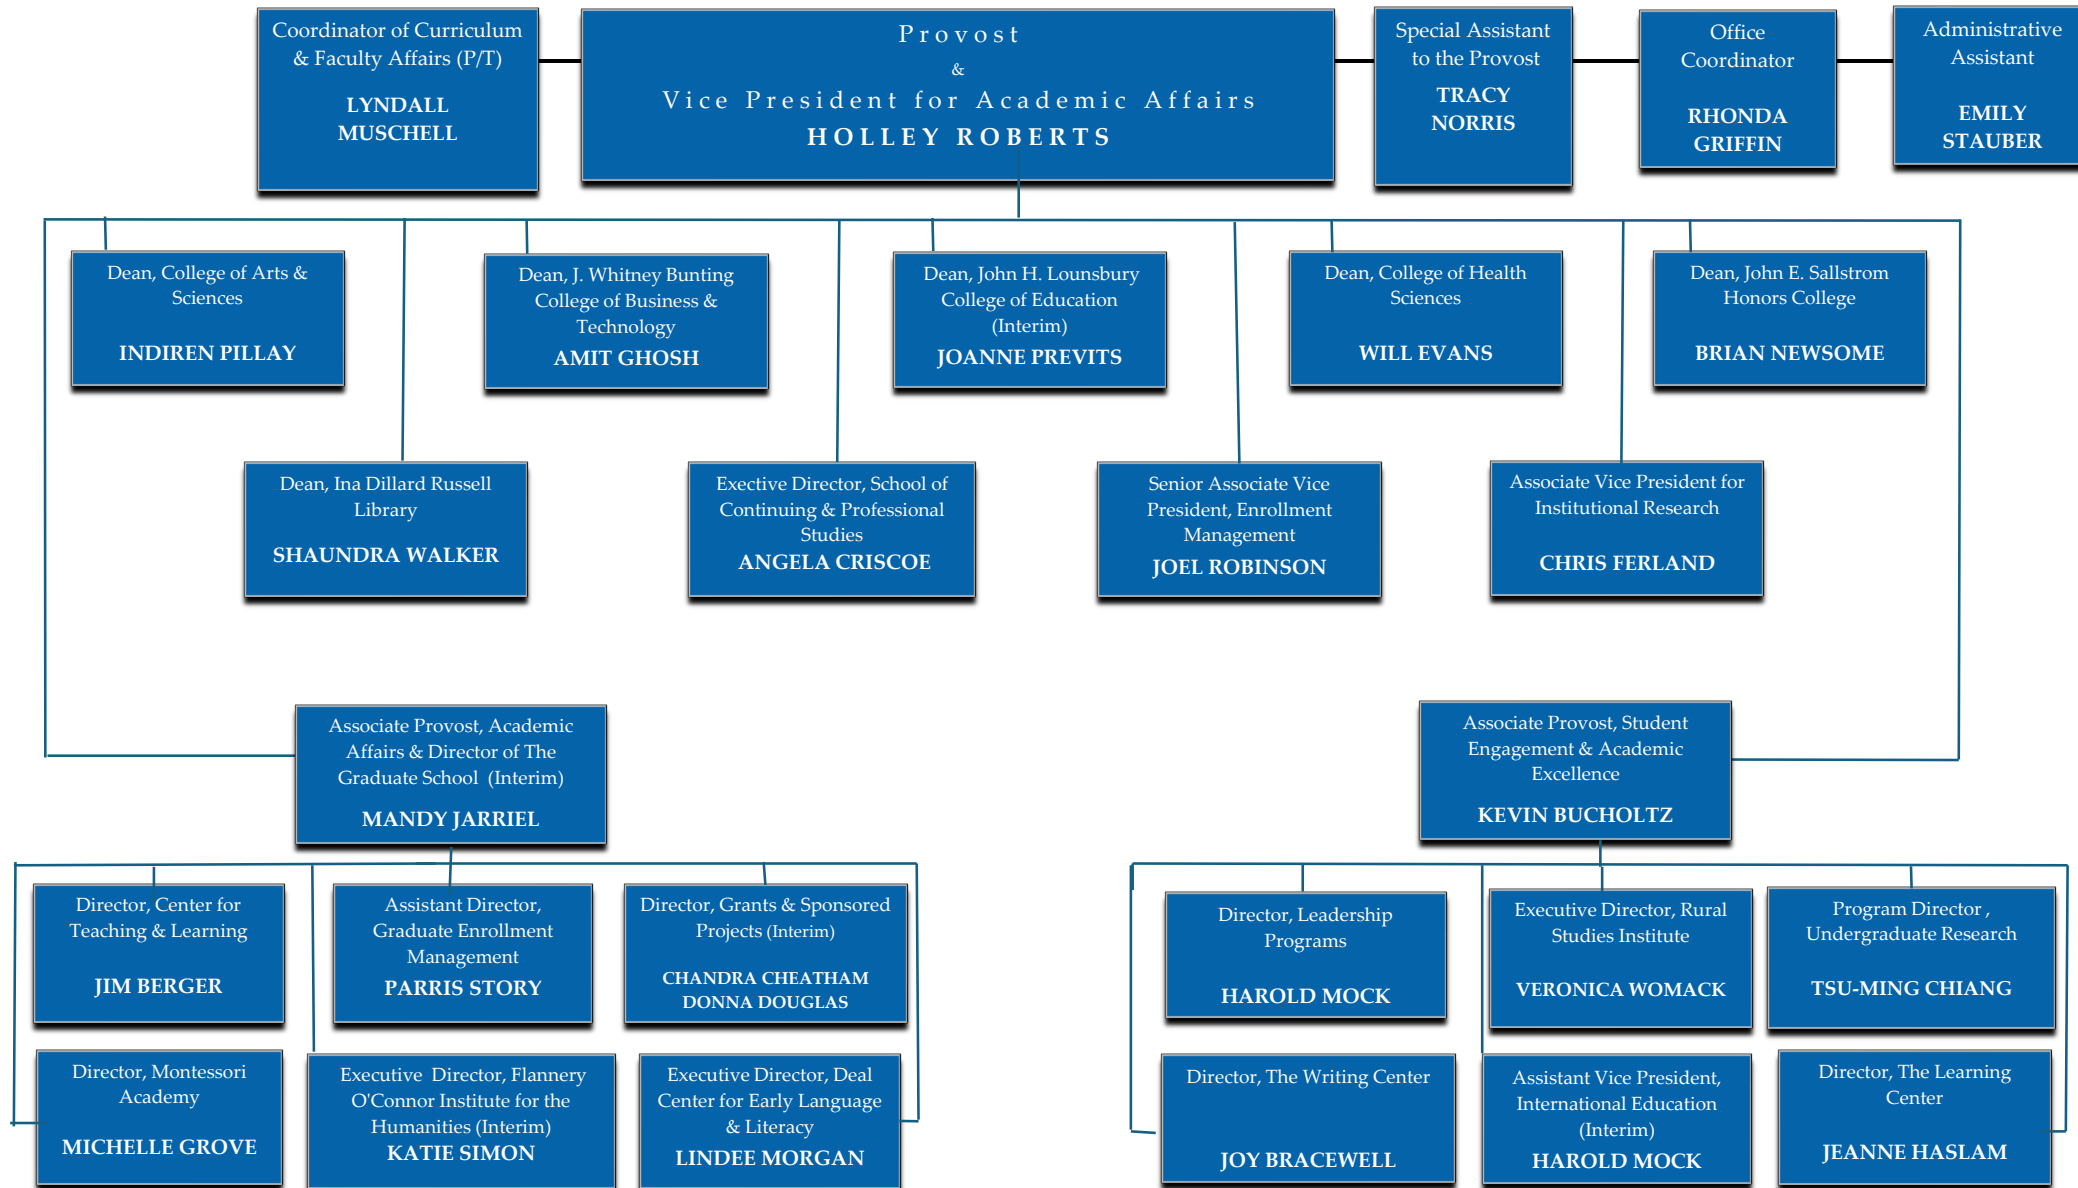 Coordinator of Curriculum
& Faculty Affairs (P/T)
LYNDALL
MUSCHELL
Provost
&
Vice President for Academic Affairs
HOLLEY ROBERTS
Special Assistant
to the Provost
TRACY
NORRIS
Office
Coordinator
RHONDA
GRIFFIN
Administrative
Assistant
EMILY
STAUBER
Dean, College of Arts &
Sciences
INDIREN PILLAY
Dean, J. Whitney Bunting
College of Business &
Technology
AMIT GHOSH
Dean, John H. Lounsbury
College of Education
(Interim)
JOANNE PREVITS
Dean, College of Health
Sciences
WILL EVANS
Dean, John E. Sallstrom
Honors College
BRIAN NEWSOME
Dean, Ina Dillard Russell
Library
SHAUNDRA WALKER
Exective Director, School of
Continuing & Professional
Studies
ANGELA CRISCOE
Senior Associate Vice
President, Enrollment
Management
JOEL ROBINSON
Associate Vice President for
Institutional Research
CHRIS FERLAND
Associate Provost, Academic
Affairs & Director of The
Graduate School (Interim)
MANDY JARRIEL
Associate Provost, Student
Engagement & Academic
Excellence
KEVIN BUCHOLTZ
Director, Center for
Teaching & Learning
JIM BERGER
Assistant Director,
Graduate Enrollment
Management
PARRIS STORY
Director, Grants & Sponsored
Projects (Interim)
CHANDRA CHEATHAM
DONNA DOUGLAS
Director, Leadership
Programs
HAROLD MOCK
Executive Director, Rural
Studies Institute
VERONICA WOMACK
Program Director ,
Undergraduate Research
TSU-MING CHIANG
Director, Montessori
Academy
MICHELLE GROVE
Executive Director, Flannery
O'Connor Institute for the
Humanities (Interim)
KATIE SIMON
Executive Director, Deal
Center for Early Language
& Literacy
LINDEE MORGAN
Director, The Writing Center
JOY BRACEWELL
Assistant Vice President,
International Education
(Interim)
HAROLD MOCK
Director, The Learning
Center
JEANNE HASLAM